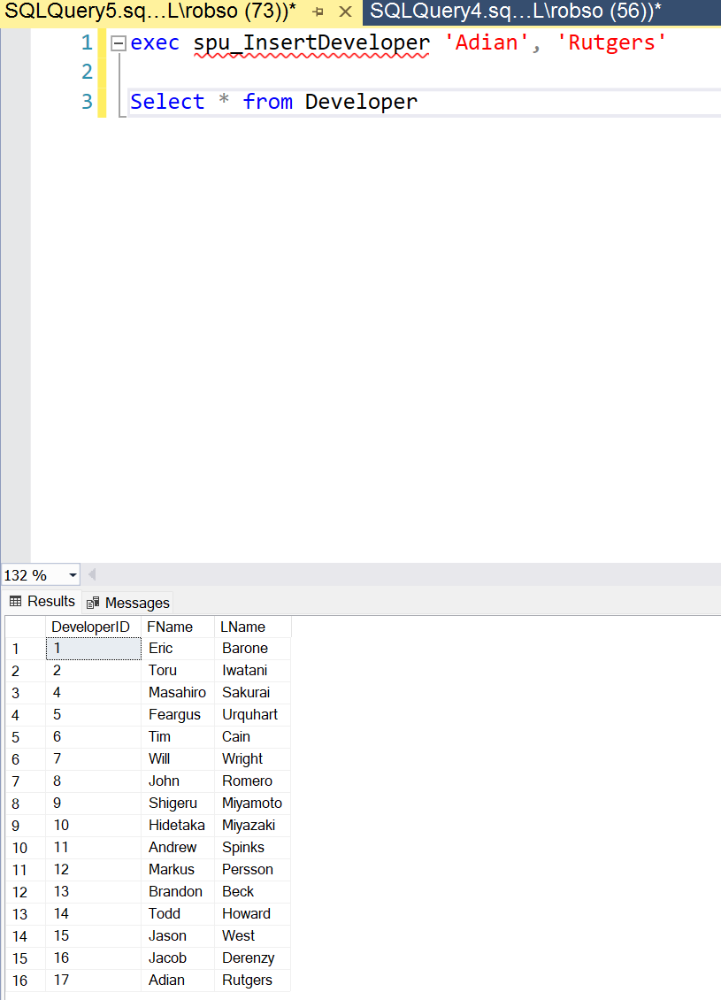 SQLQuery5.sq...L\robso (73))* SQLQuery4.sq...L\robso (56))*
1 exec spu_InsertDeveloper 'Adian', 'Rutgers'
2
3 Select * from Developer
132 %
Results Messages
DeveloperID FName LName
1 1 Eric Barone
2 2 Toru Iwatani
3 4 Masahiro Sakurai
4 5 Feargus Urquhart
5 6 Tim Cain
6 7 Will Wright
7 8 John Romero
8 9 Shigeru Miyamoto
9 10 Hidetaka Miyazaki
10 11 Andrew Spinks
11 12 Markus Persson
12 13 Brandon Beck
13 14 Todd Howard
14 15 Jason West
15 16 Jacob Derenzy
16 17 Adian Rutgers